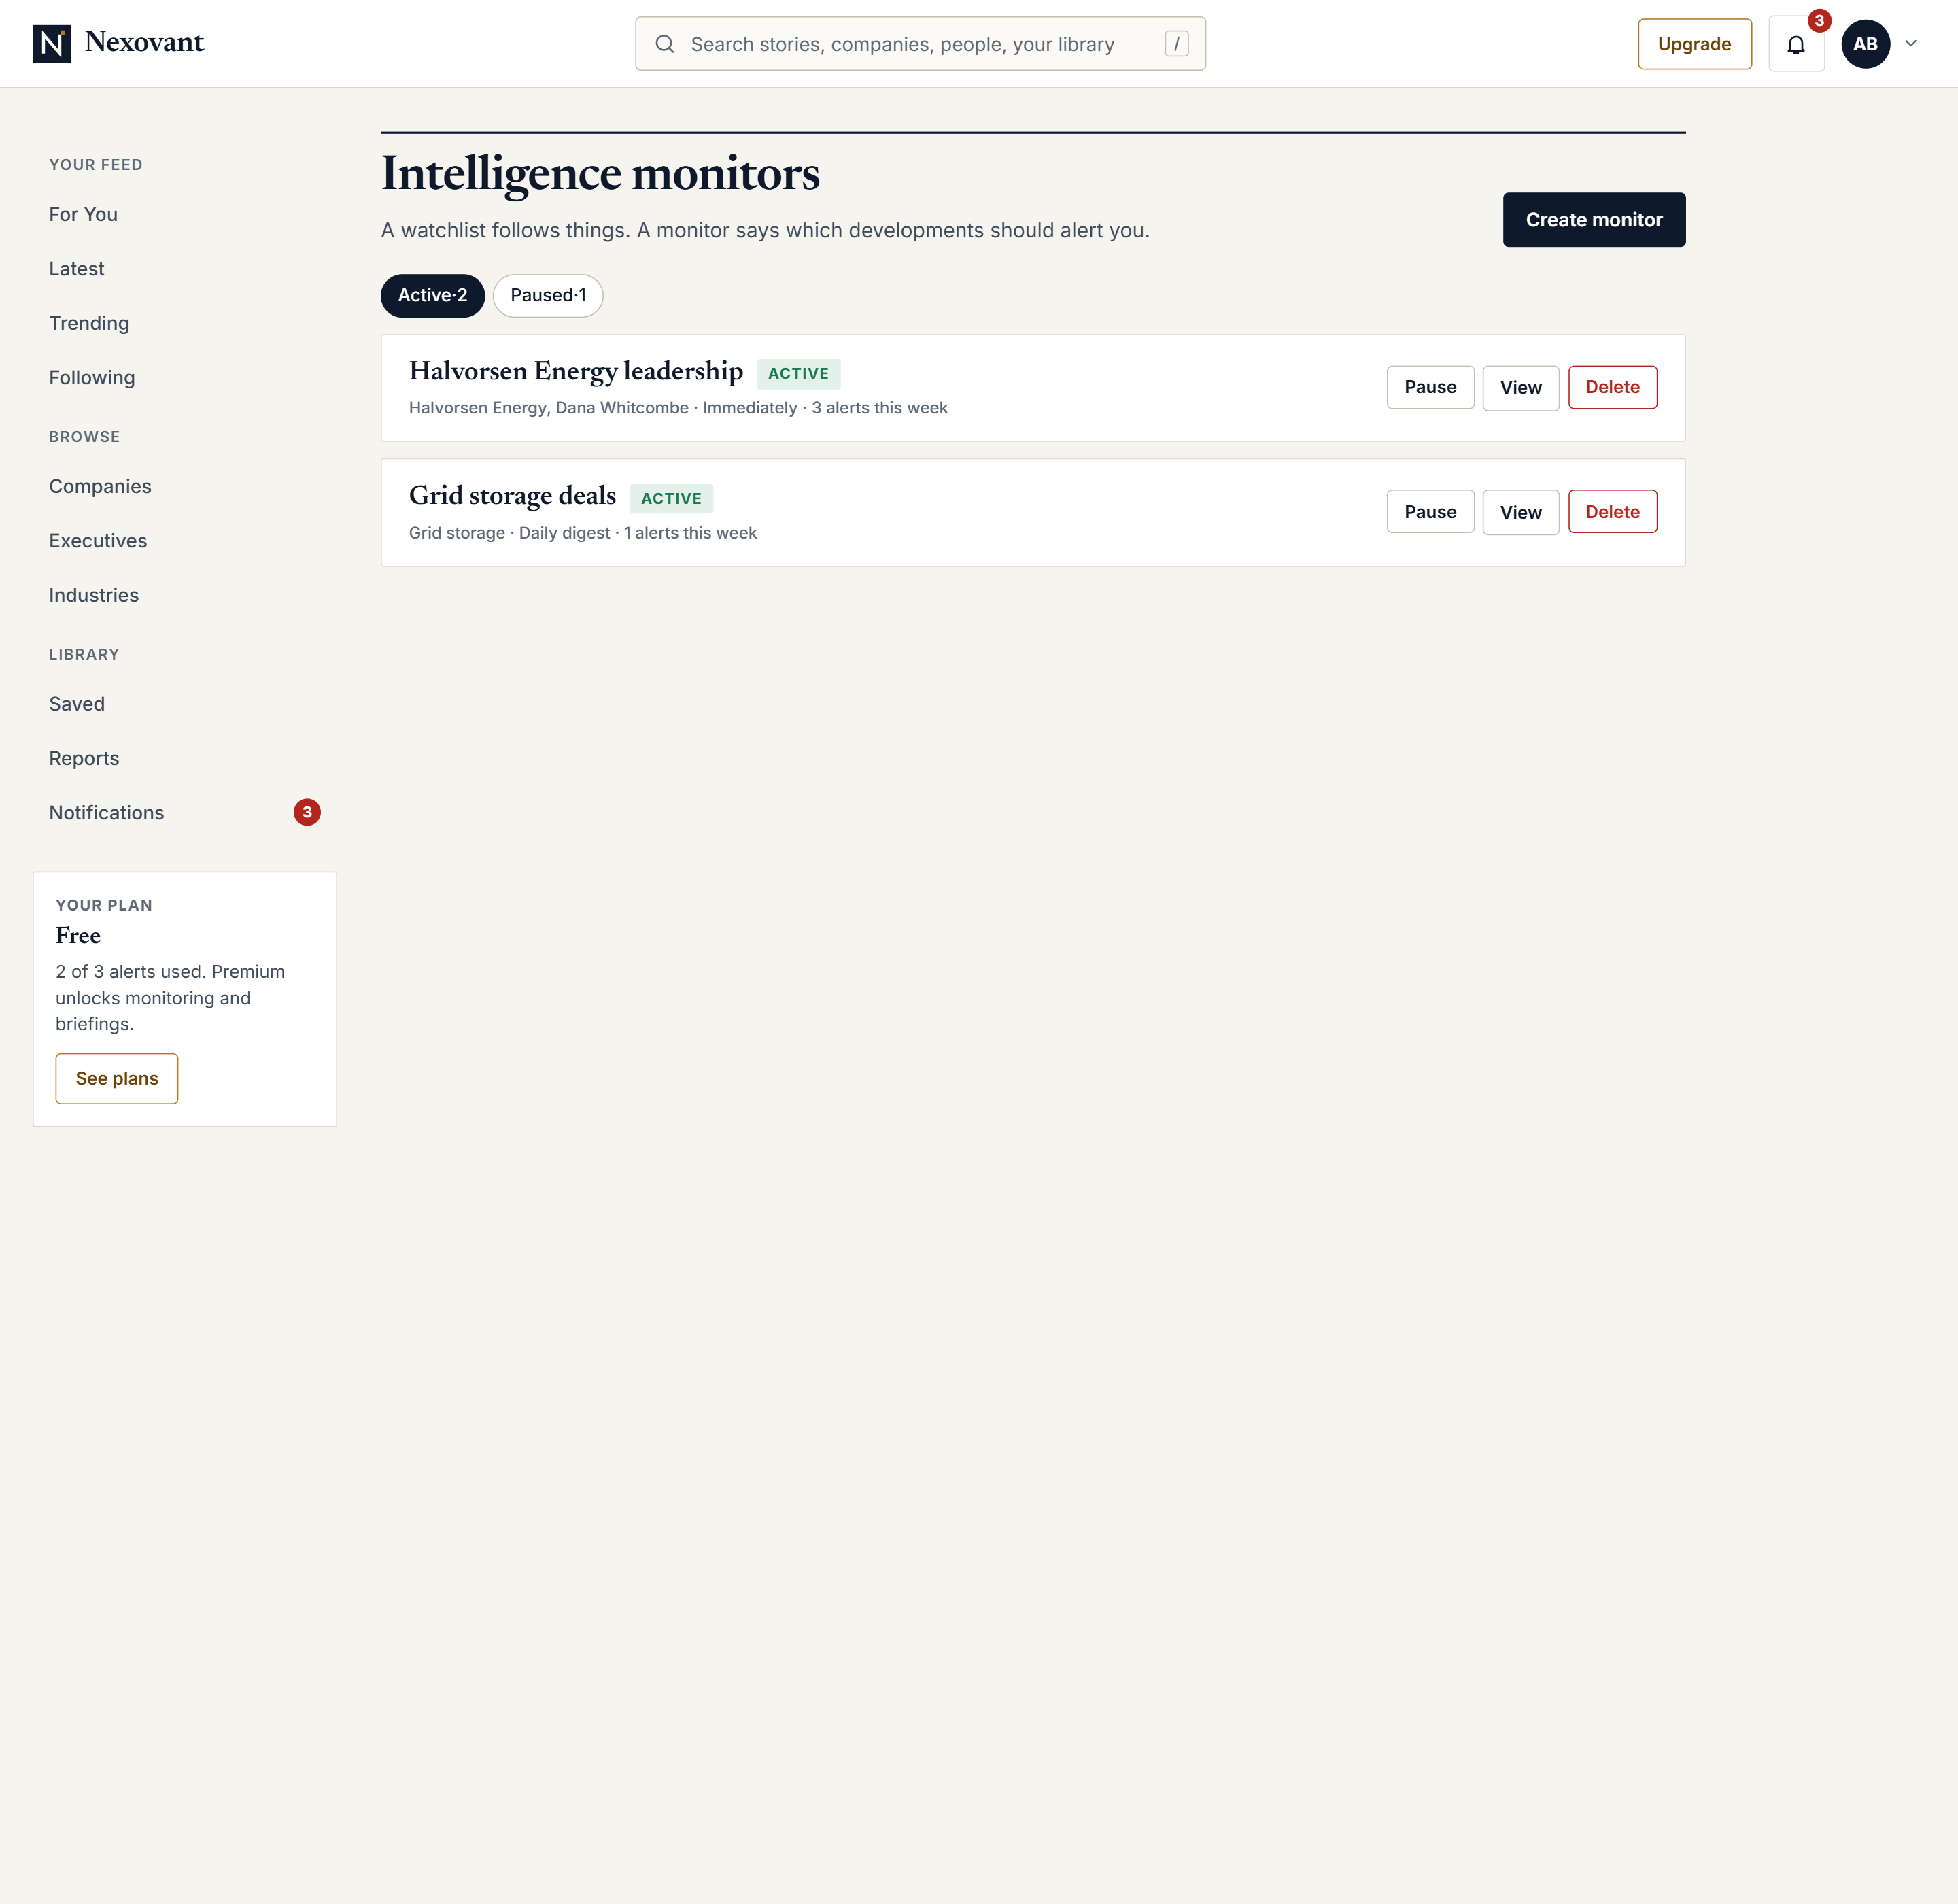 N Nexovant
Search stories, companies, people, your library /
Upgrade
3
AB
YOUR FEED
For You
Latest
Trending
Following
BROWSE
Companies
Executives
Industries
LIBRARY
Saved
Reports
Notifications 3
YOUR PLAN
Free
2 of 3 alerts used. Premium
unlocks monitoring and
briefings.
See plans
Intelligence monitors
A watchlist follows things. A monitor says which developments should alert you.
Create monitor
Active·2 Paused·1
Halvorsen Energy leadership ACTIVE
Halvorsen Energy, Dana Whitcombe · Immediately · 3 alerts this week
Pause View Delete
Grid storage deals ACTIVE
Grid storage · Daily digest · 1 alerts this week
Pause View Delete